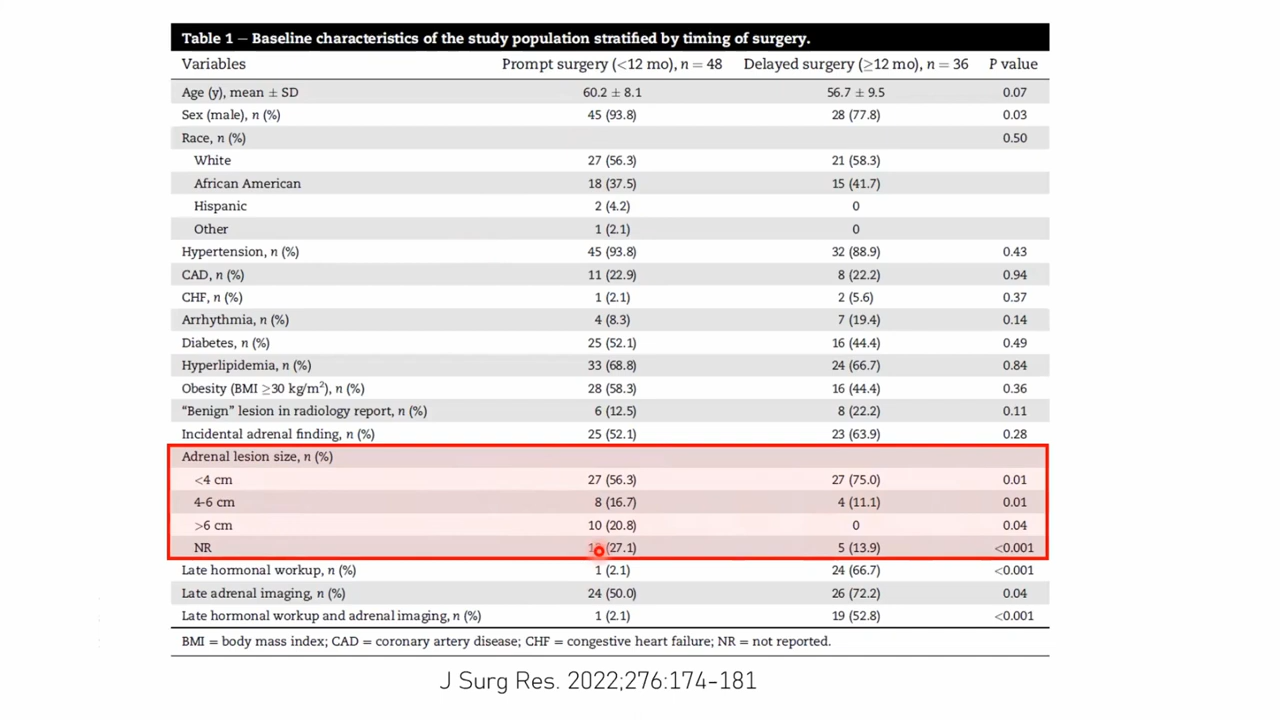 Table 1 – Baseline characteristics of the study population stratified by timing of surgery.
Variables Prompt surgery (<12 mo), n = 48 Delayed surgery (≥12 mo), n = 36 P value
Age (y), mean ± SD 60.2 ± 8.1 56.7 ± 9.5 0.07
Sex (male), n (%) 45 (93.8) 28 (77.8) 0.03
Race, n (%) 0.50
White 27 (56.3) 21 (58.3)
African American 18 (37.5) 15 (41.7)
Hispanic 2 (4.2) 0
Other 1 (2.1) 0
Hypertension, n (%) 45 (93.8) 32 (88.9) 0.43
CAD, n (%) 11 (22.9) 8 (22.2) 0.94
CHF, n (%) 1 (2.1) 2 (5.6) 0.37
Arrhythmia, n (%) 4 (8.3) 7 (19.4) 0.14
Diabetes, n (%) 25 (52.1) 16 (44.4) 0.49
Hyperlipidemia, n (%) 33 (68.8) 24 (66.7) 0.84
Obesity (BMI ≥30 kg/m²), n (%) 28 (58.3) 16 (44.4) 0.36
“Benign” lesion in radiology report, n (%) 6 (12.5) 8 (22.2) 0.11
Incidental adrenal finding, n (%) 25 (52.1) 23 (63.9) 0.28
Adrenal lesion size, n (%)
<4 cm 27 (56.3) 27 (75.0) 0.01
4-6 cm 8 (16.7) 4 (11.1) 0.01
>6 cm 10 (20.8) 0 0.04
NR (27.1) 5 (13.9) <0.001
Late hormonal workup, n (%) 1 (2.1) 24 (66.7) <0.001
Late adrenal imaging, n (%) 24 (50.0) 26 (72.2) 0.04
Late hormonal workup and adrenal imaging, n (%) 1 (2.1) 19 (52.8) <0.001
BMI = body mass index; CAD = coronary artery disease; CHF = congestive heart failure; NR = not reported.
J Surg Res. 2022;276:174-181